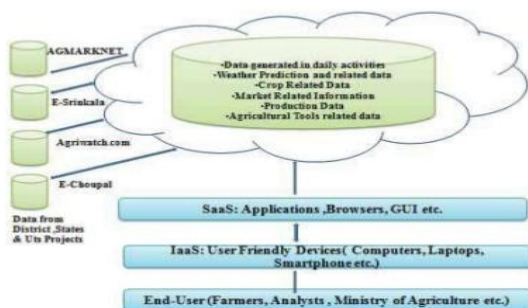 AGMARKNET
E-Srinkala
Agriwatch.com
E-Choupal
Data from
District ,States
& Uts Projects
•Data generated in daily activities
•Weather Prediction and related data
•Crop Related Data
•Market Related Information
•Production Data
•Agricultural Tools related data
SaaS: Applications ,Browsers, GUI etc.
IaaS: User Friendly Devices( Computers, Laptops,
Smartphone etc.)
End-User (Farmers, Analysts , Ministry of Agriculture etc.)